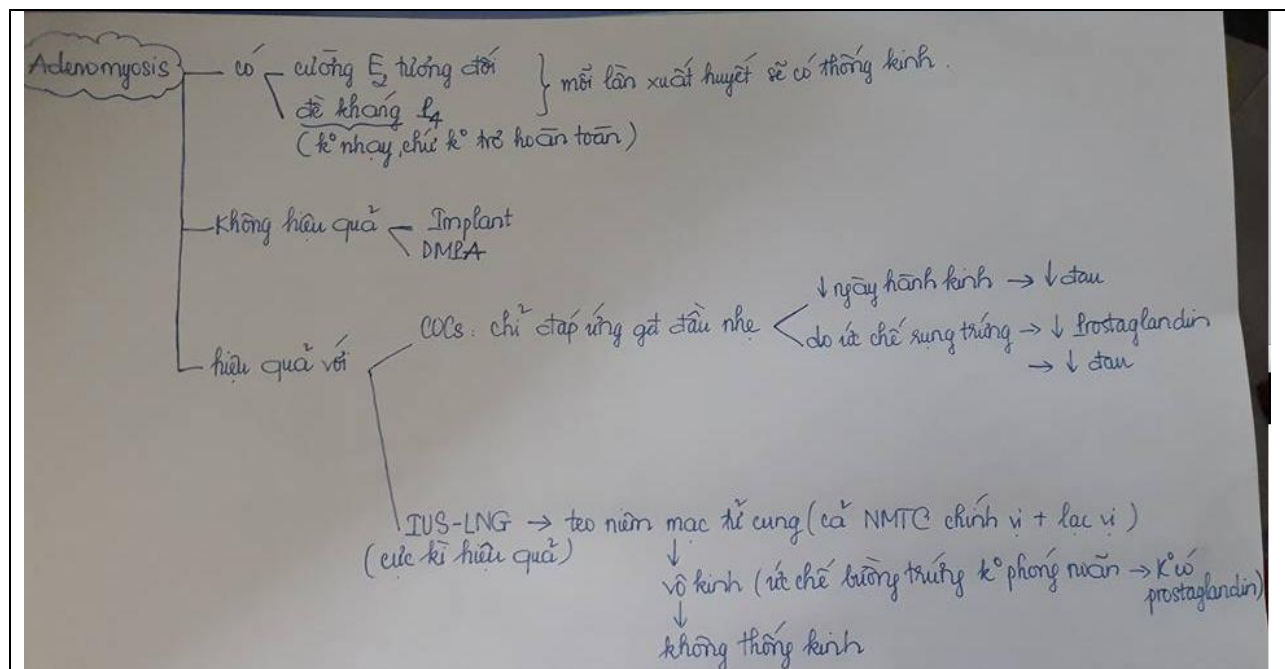 Adenomyosis
có
cường E2 tương đối
đề kháng P4
(k° nhạy, chứ k° trơ hoàn toàn)
mỗi lần xuất huyết sẽ có thống kinh.
Không hiệu quả
Implant
DMPA
hiệu quả với
COCs: chỉ đáp ứng gđ đầu nhẹ
↓ ngày hành kinh → ↓ đau
do ức chế rụng trứng → ↓ Prostaglandin
→ ↓ đau
IUS-LNG → teo niêm mạc tử cung (cả NMTC chính vị + lạc vị)
(cực kì hiệu quả)
↓
vô kinh (ức chế buồng trứng k° phóng noãn → k° có
prostaglandin)
↓
không thống kinh